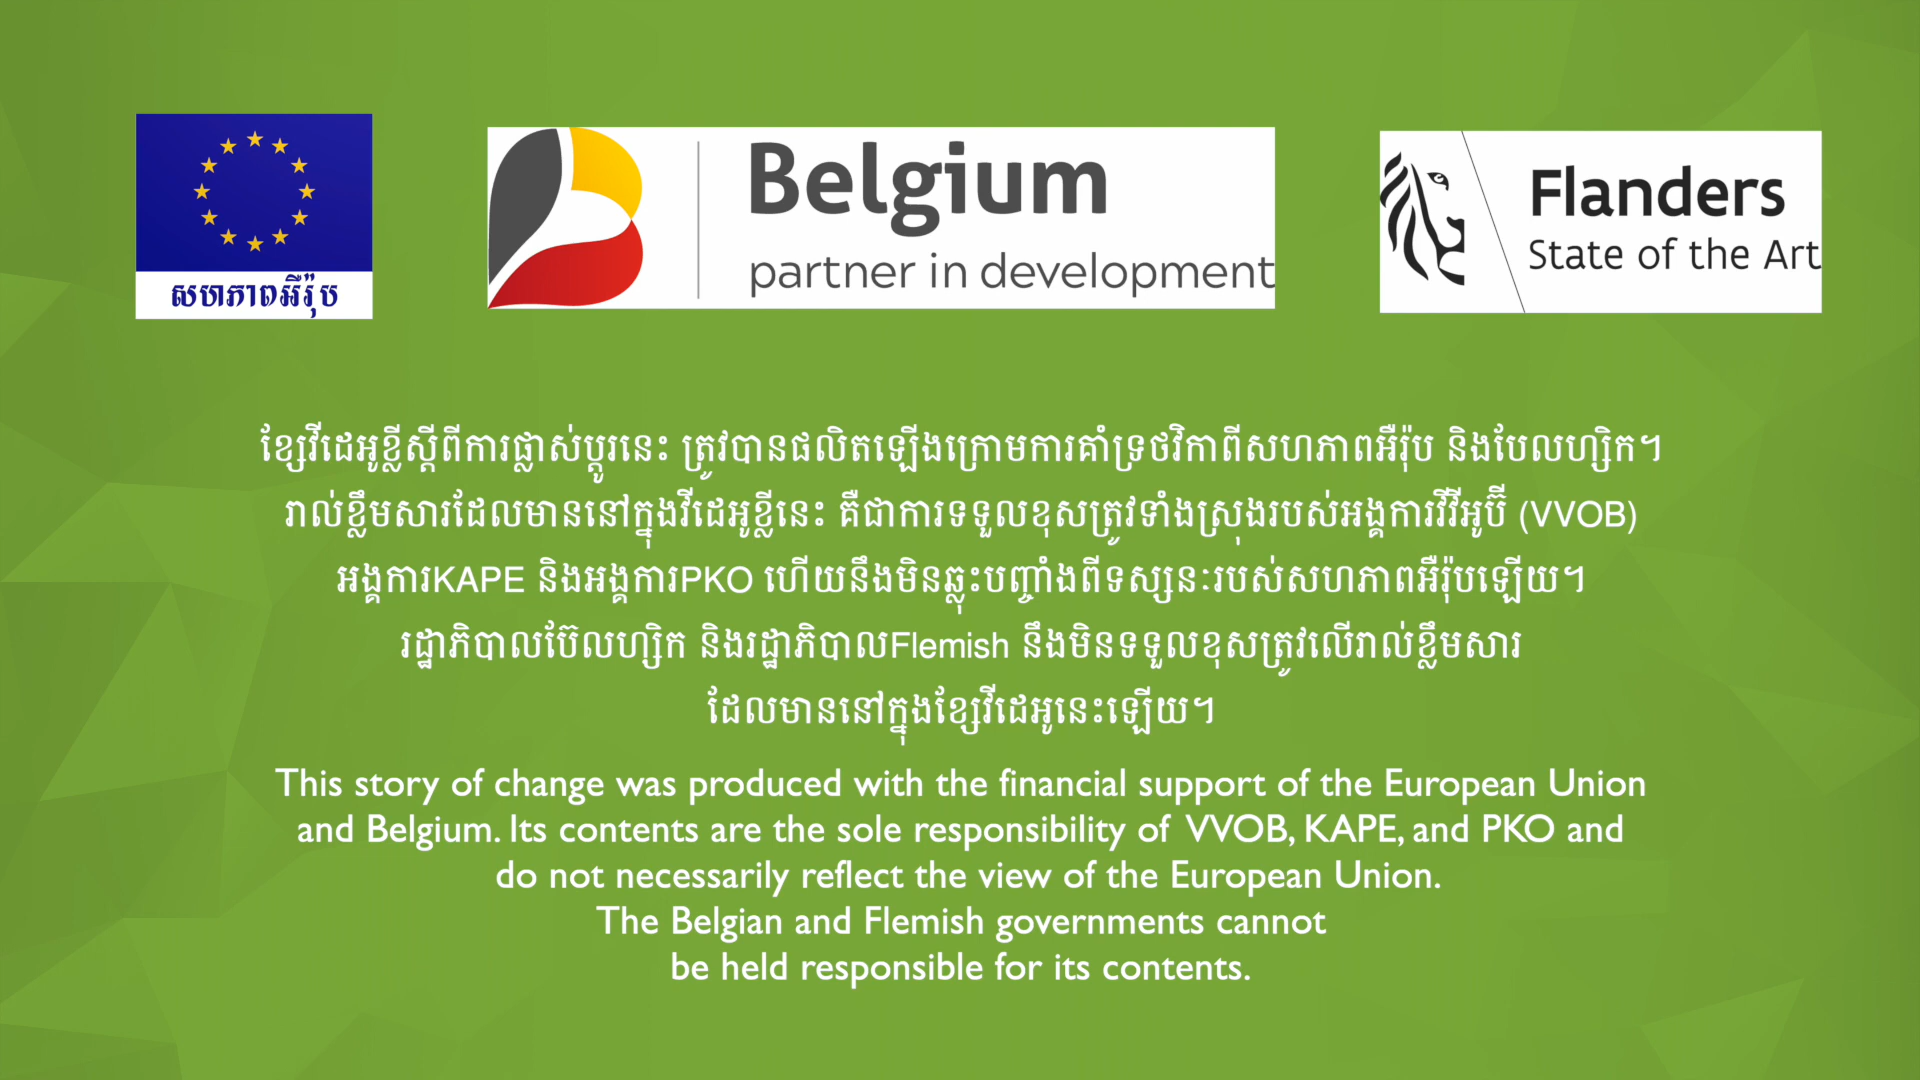 សហភាពអឺរ៉ុប
Belgium
partner in development
Flanders
State of the Art
ខ្សែវីដេអូខ្លីស្តីពីការផ្លាស់ប្តូរនេះ ត្រូវបានផលិតឡើងក្រោមការគាំទ្រថវិកាពីសហភាពអឺរ៉ុប និងបែលហ្សិក។
រាល់ខ្លឹមសារដែលមាននៅក្នុងវីដេអូខ្លីនេះ គឺជាការទទួលខុសត្រូវទាំងស្រុងរបស់អង្គការវីវីអូប៊ី (VVOB)
អង្គការKAPE និងអង្គការPKO ហើយនឹងមិនឆ្លុះបញ្ចាំងពីទស្សនៈរបស់សហភាពអឺរ៉ុបឡើយ។
រដ្ឋាភិបាលប៊ែលហ្សិក និងរដ្ឋាភិបាលFlemish នឹងមិនទទួលខុសត្រូវលើរាល់ខ្លឹមសារ
ដែលមាននៅក្នុងខ្សែវីដេអូនេះឡើយ។
This story of change was produced with the financial support of the European Union
and Belgium. Its contents are the sole responsibility of VVOB, KAPE, and PKO and
do not necessarily reflect the view of the European Union.
The Belgian and Flemish governments cannot
be held responsible for its contents.